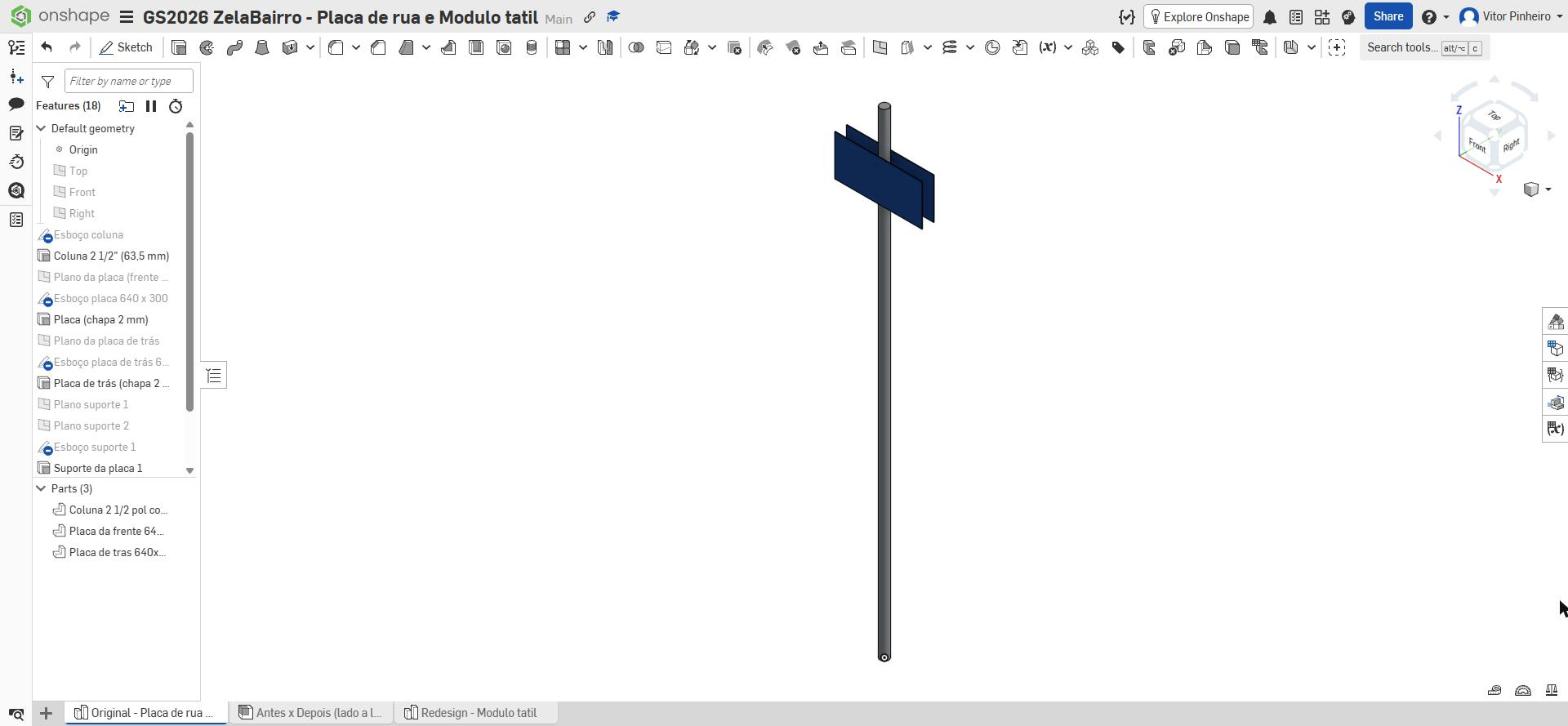 onshape GS2026 ZelaBairro - Placa de rua e Modulo tatil Main Explore Onshape Share Vitor Pinheiro
Sketch (x) Search tools... alt/⌥ c
Filter by name or type
Features (18)
Default geometry
Origin
Top
Front
Right
Esboço coluna
Coluna 2 1/2" (63,5 mm)
Plano da placa (frente ...
Esboço placa 640 x 300
Placa (chapa 2 mm)
Plano da placa de trás
Esboço placa de trás 6...
Placa de trás (chapa 2 ...
Plano suporte 1
Plano suporte 2
Esboço suporte 1
Suporte da placa 1
Parts (3)
Coluna 2 1/2 pol co...
Placa da frente 64...
Placa de tras 640x...
Z
Top
Front Right
X
(x)
Original - Placa de rua ... Antes x Depois (lado a l... Redesign - Modulo tatil